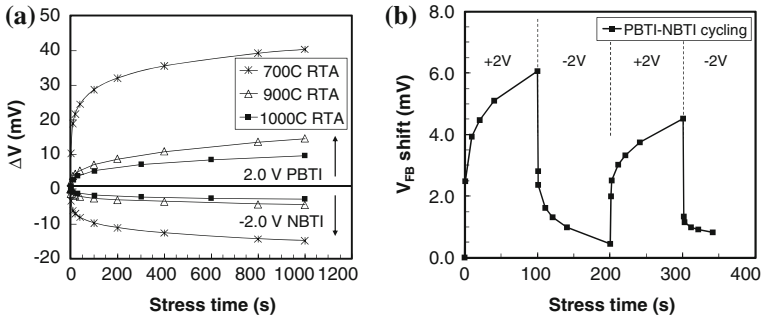 (a)
ΔV (mV)
50
40
30
20
10
0
-10
-20
700C RTA
900C RTA
1000C RTA
2.0 V PBTI
-2.0 V NBTI
0 200 400 600 800 1000 1200
Stress time (s)
(b)
V_FB shift (mV)
8.0
6.0
4.0
2.0
0.0
PBTI-NBTI cycling
+2V -2V +2V -2V
0 100 200 300 400
Stress time (s)